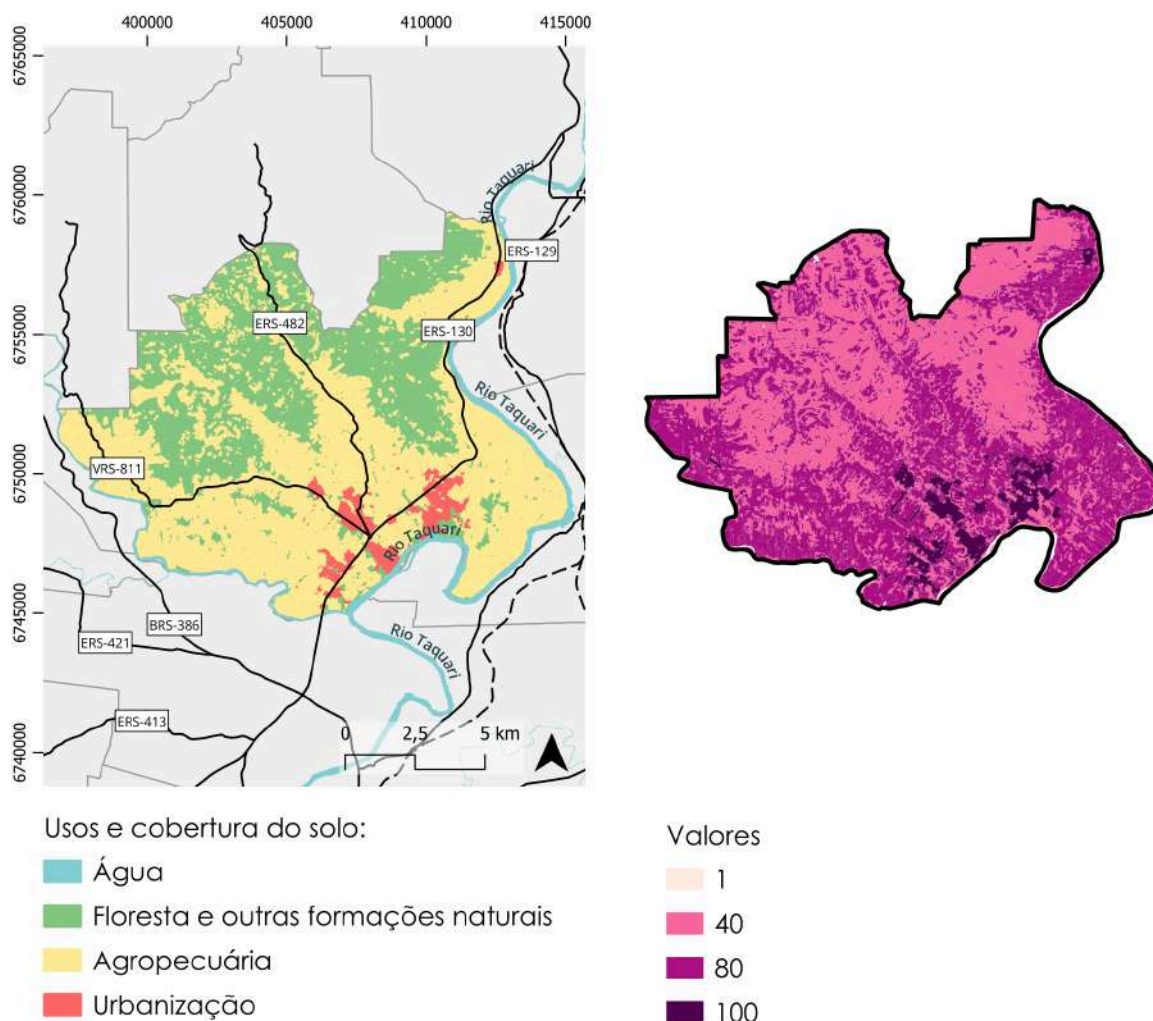 400000 405000 410000 415000
6765000
6760000
6755000
6750000
6745000
6740000
Rio Taquari
ERS-129
ERS-482
ERS-130
Rio Taquari
VRS-811
Rio Taquari
BRS-386
ERS-421
Rio Taquari
ERS-413
0 2,5 5 km
Usos e cobertura do solo:
Água
Floresta e outras formações naturais
Agropecuária
Urbanização
Valores
1
40
80
100